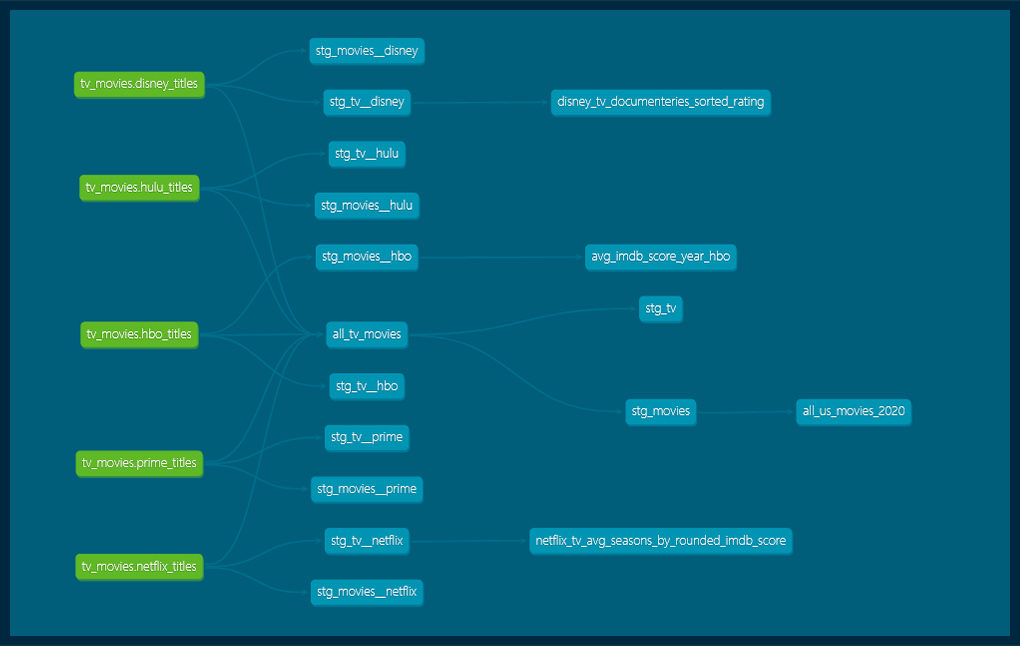 stg_movies__disney
tv_movies.disney_titles
stg_tv__disney
disney_tv_documenteries_sorted_rating
stg_tv__hulu
tv_movies.hulu_titles
stg_movies__hulu
stg_movies__hbo
avg_imdb_score_year_hbo
stg_tv
tv_movies.hbo_titles
all_tv_movies
stg_tv__hbo
stg_movies
all_us_movies_2020
stg_tv__prime
tv_movies.prime_titles
stg_movies__prime
stg_tv__netflix
netflix_tv_avg_seasons_by_rounded_imdb_score
tv_movies.netflix_titles
stg_movies__netflix